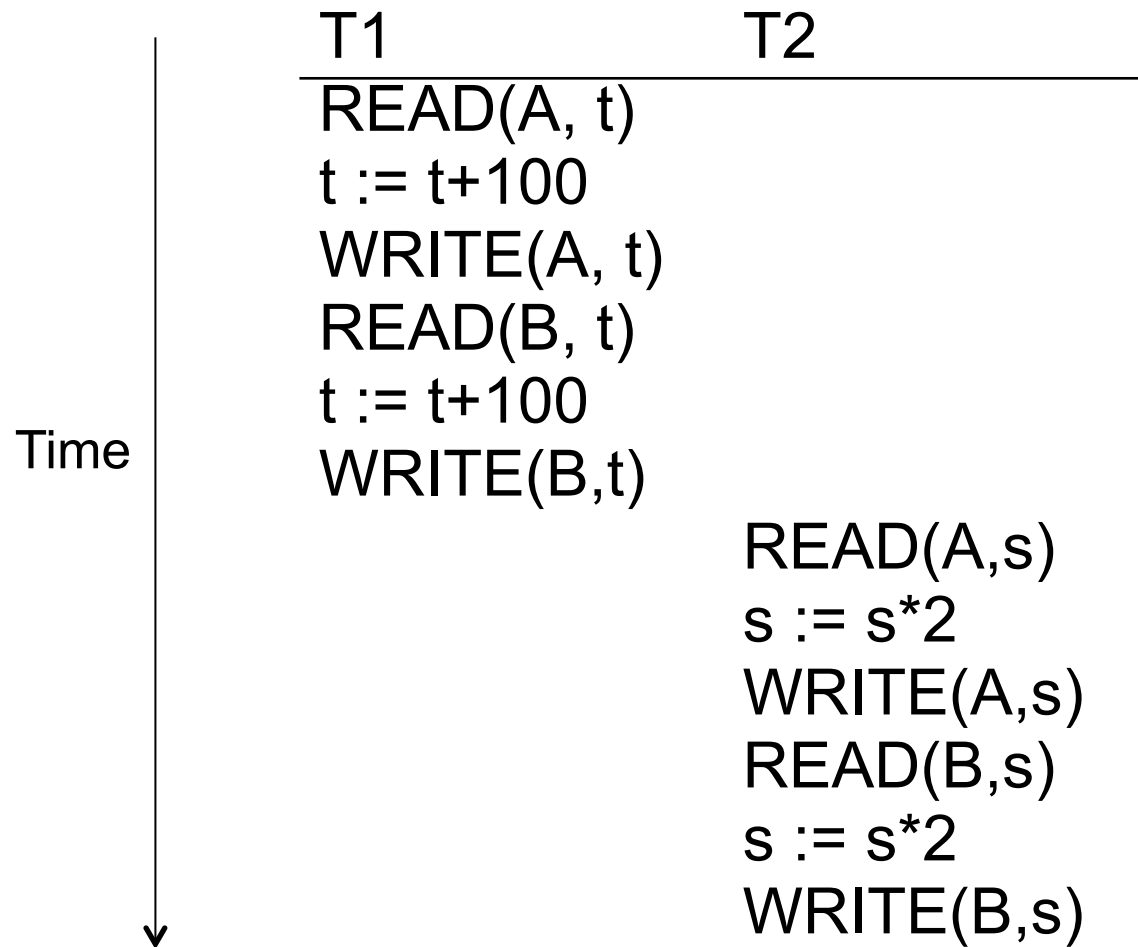 T1 T2
READ(A, t)
t := t+100
WRITE(A, t)
READ(B, t)
t := t+100
Time
WRITE(B,t)
READ(A,s)
s := s*2
WRITE(A,s)
READ(B,s)
s := s*2
WRITE(B,s)